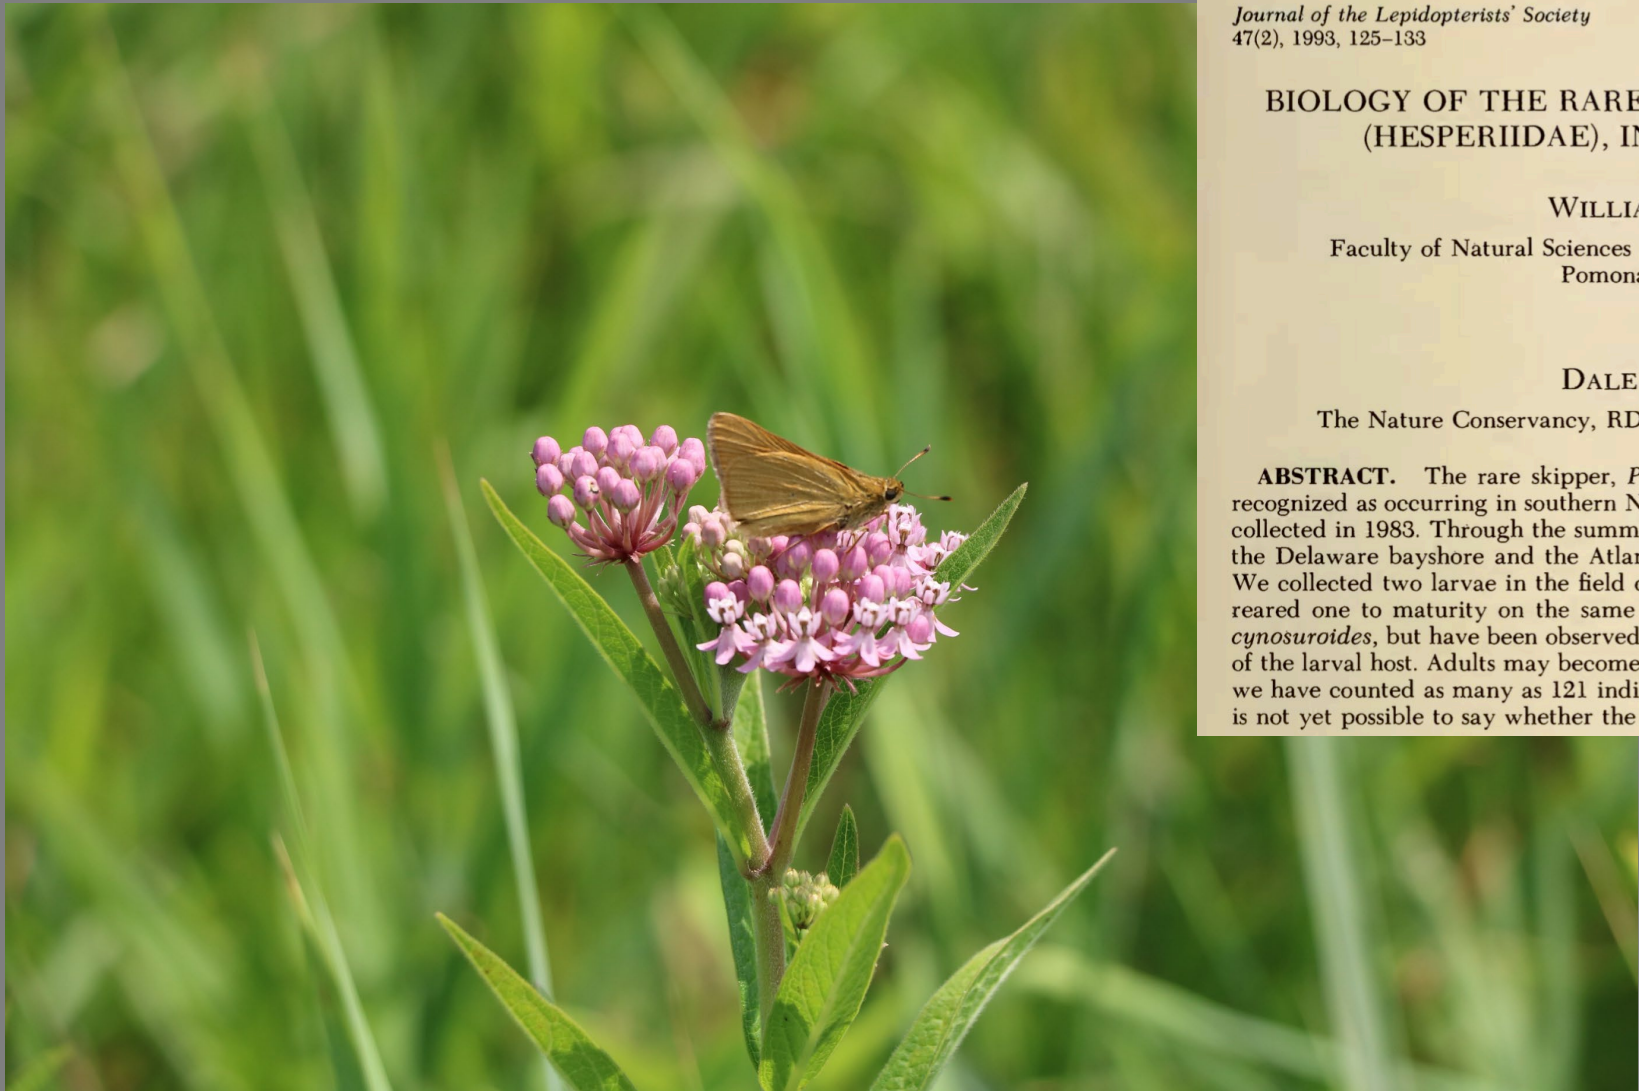 Journal of the Lepidopterists' Society
47(2), 1993, 125–133
BIOLOGY OF THE RARE
(HESPERIIDAE), IN
WILLIA
Faculty of Natural Sciences
Pomona
DALE
The Nature Conservancy, RD
ABSTRACT. The rare skipper, P
recognized as occurring in southern N
collected in 1983. Through the summ
the Delaware bayshore and the Atlan
We collected two larvae in the field o
reared one to maturity on the same
cynosuroides, but have been observed
of the larval host. Adults may become
we have counted as many as 121 indi
is not yet possible to say whether the